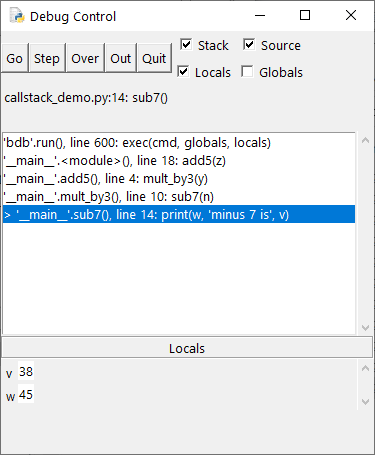 Debug Control
Go Step Over Out Quit Stack Source
Locals Globals
callstack_demo.py:14: sub7()
'bdb'.run(), line 600: exec(cmd, globals, locals)
'__main__'.<module>(), line 18: add5(z)
'__main__'.add5(), line 4: mult_by3(y)
'__main__'.mult_by3(), line 10: sub7(n)
> '__main__'.sub7(), line 14: print(w, 'minus 7 is', v)
Locals
v 38
w 45